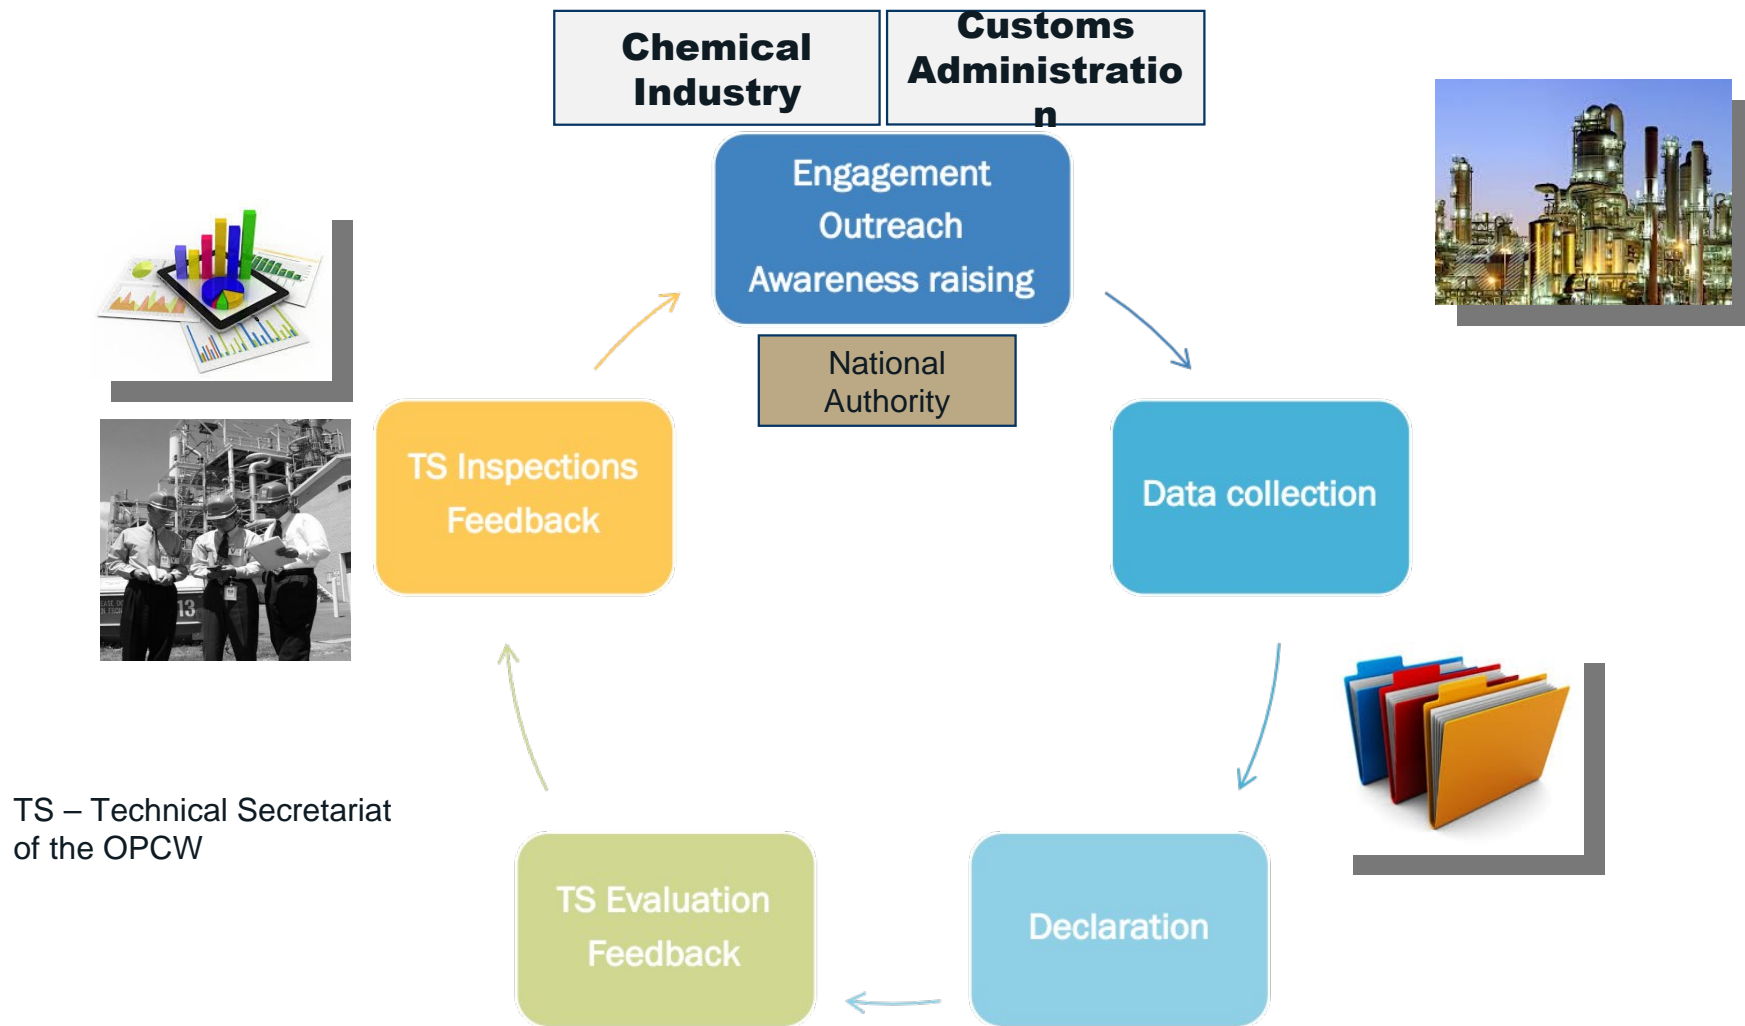 Chemical
Industry
Customs
Administratio
n
Engagement
Outreach
Awareness raising
National
Authority
TS Inspections
Feedback
Data collection
13
TS – Technical Secretariat
of the OPCW
TS Evaluation
Feedback
Declaration